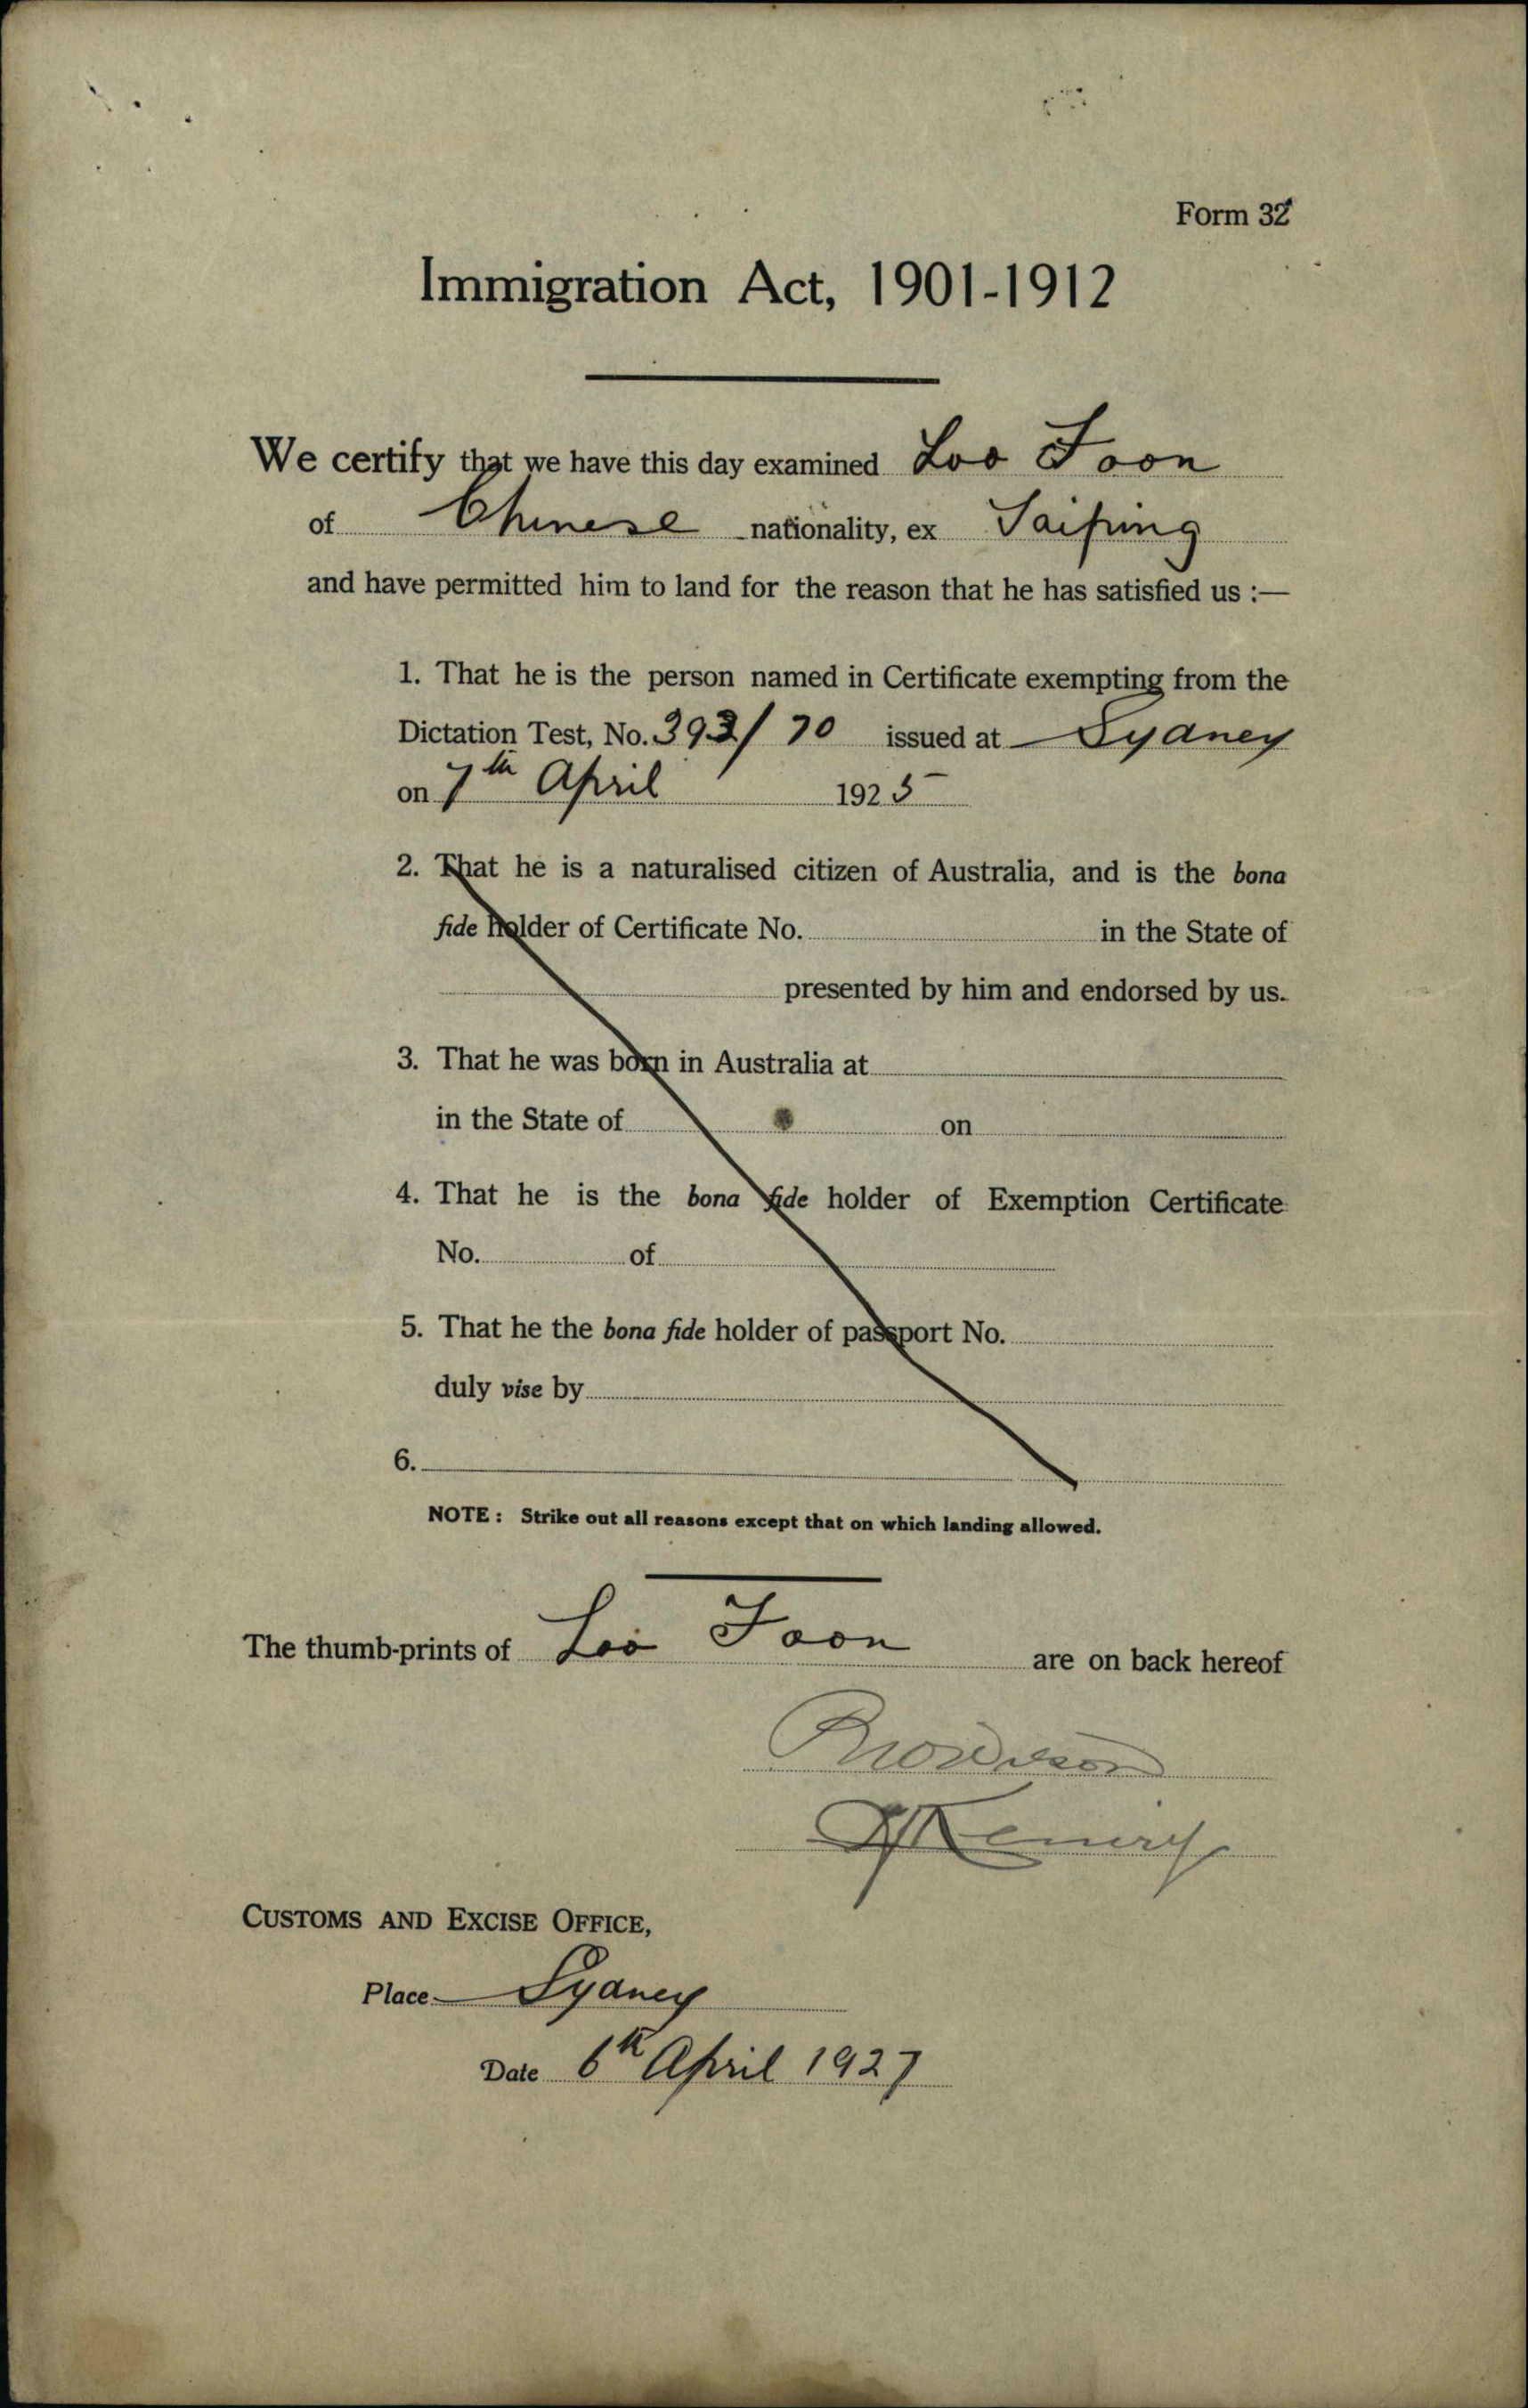 Form 32
Immigration Act, 1901-1912
We certify that we have this day examined Loo Foon
of Chinese nationality, ex Taiping
and have permitted him to land for the reason that he has satisfied us :—
1. That he is the person named in Certificate exempting from the
Dictation Test, No. 392/70 issued at Sydney
on 7th April 1925
2. That he is a naturalised citizen of Australia, and is the bona
fide holder of Certificate No. in the State of
presented by him and endorsed by us.
3. That he was born in Australia at
in the State of on
4. That he is the bona fide holder of Exemption Certificate
No. of
5. That he the bona fide holder of passport No.
duly vise by
6.
NOTE : Strike out all reasons except that on which landing allowed.
The thumb-prints of Loo Foon are on back hereof
CUSTOMS AND EXCISE OFFICE,
Place Sydney
Date 6th April 1927